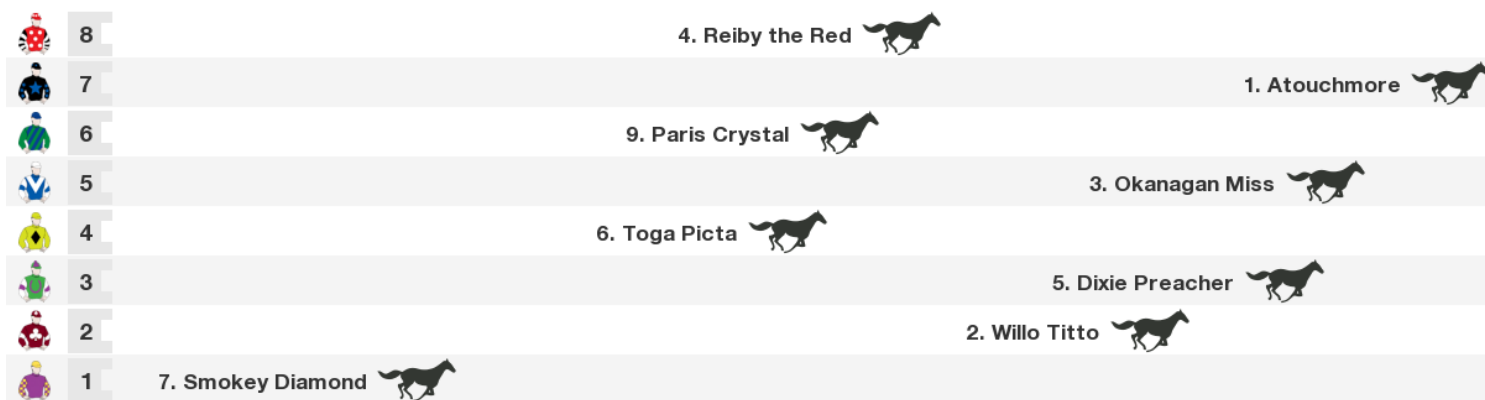 8 4. Reiby the Red
7 1. Atouchmore
6 9. Paris Crystal
5 3. Okanagan Miss
4 6. Toga Picta
3 5. Dixie Preacher
2 2. Willo Titto
1 7. Smokey Diamond